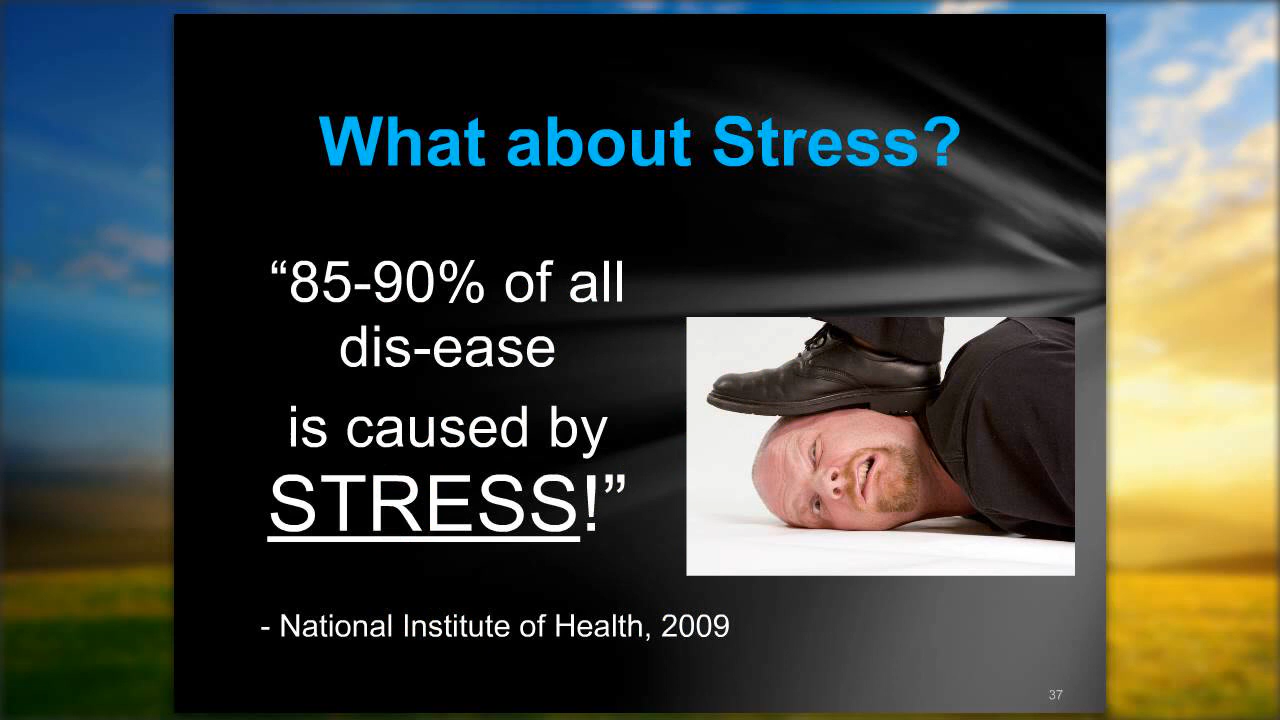 What about Stress?
“85-90% of all
dis-ease
is caused by
STRESS!”
- National Institute of Health, 2009
37